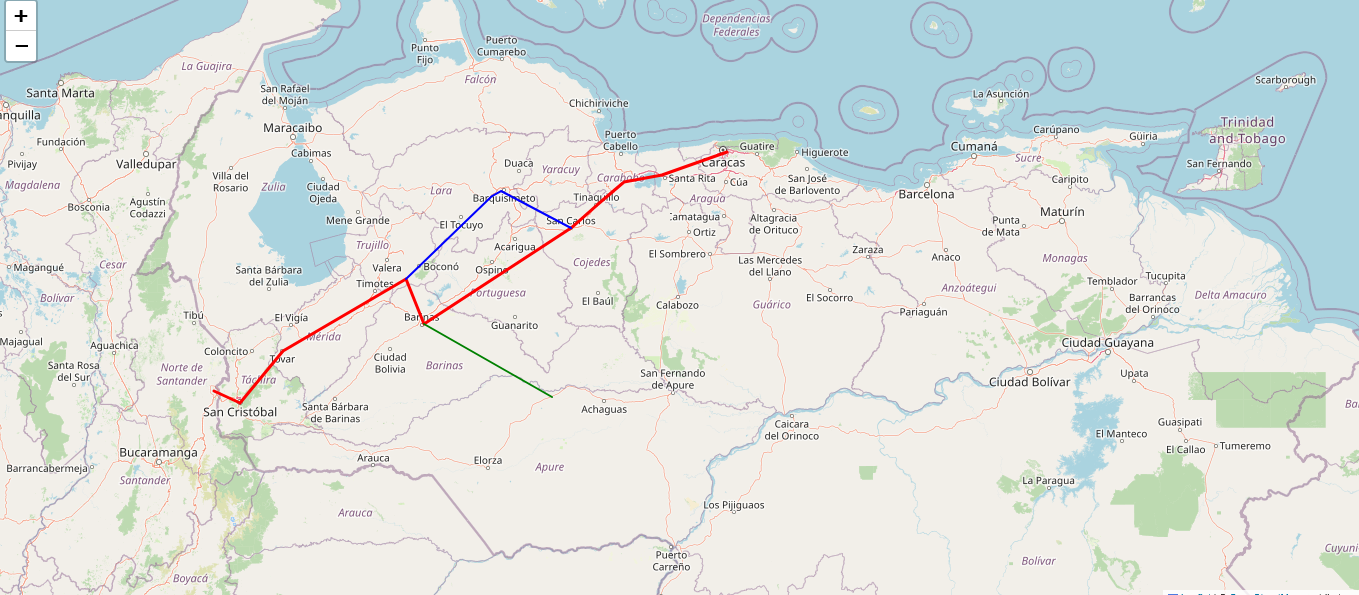 +
−
Dependencias
Federales
Punto
Fijo
Puerto
Cumarebo
La Guajira
Falcón
Scarborough
Santa Marta
San Rafael
del Moján
La Asunción
Chichiriviche
anquilla
Fundación
Maracaibo
Puerto
Cabello
Trinidad
and Tobago
Carúpano
Güiria
Cumaná
Cabimas
Guatire
Higuerote
Pivijay
Valledupar
Duaca
Yaracuy
Caracas
Sucre
San Fernando
Villa del
Rosario
Zulia
Ciudad
Ojeda
Lara
Carabobo
Santa Rita
Cúa
San José
de Barlovento
Barcelona
Caripito
Magdalena
Bosconia
Agustín
Codazzi
Barquisimeto
Tinaquillo
Aragua
Maturín
Mene Grande
El Tocuyo
San Carlos
Camatagua
Ortiz
Altagracia
de Orituco
Punta
de Mata
Trujillo
Acarigua
Zaraza
Anaco
Monagas
Magangué
Cesar
Santa Bárbara
del Zulia
Valera
Boconó
Ospino
Cojedes
El Sombrero
Las Mercedes
del Llano
Tucupita
Bolívar
Timotes
Portuguesa
El Baúl
Calabozo
Guárico
El Socorro
Anzoátegui
Temblador
Barrancas
del Orinoco
Delta Amacuro
Tibú
El Vigía
Barinas
Guanarito
Pariaguán
Majagual
Aguachica
Mérida
Ciudad Guayana
Coloncito
Tovar
Ciudad
Bolivia
Barinas
Santa Rosa
del Sur
Norte de
Santander
Táchira
San Fernando
de Apure
Ciudad Bolívar
Upata
San Cristóbal
Santa Bárbara
de Barinas
Achaguas
Caicara
del Orinoco
Guasipati
El Manteco
El Callao
Tumeremo
Bucaramanga
Arauca
Elorza
Apure
Barrancabermeja
Santander
La Paragua
Arauca
Los Pijiguaos
Puerto
Carreño
Bolívar
Cuyuni
Boyacá